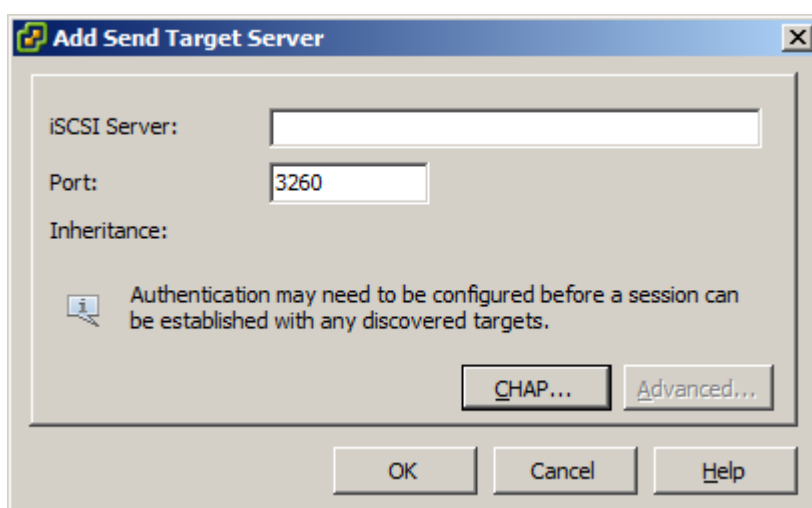 Add Send Target Server
iSCSI Server:
Port: 3260
Inheritance:
Authentication may need to be configured before a session can
be established with any discovered targets.
CHAP... Advanced...
OK Cancel Help